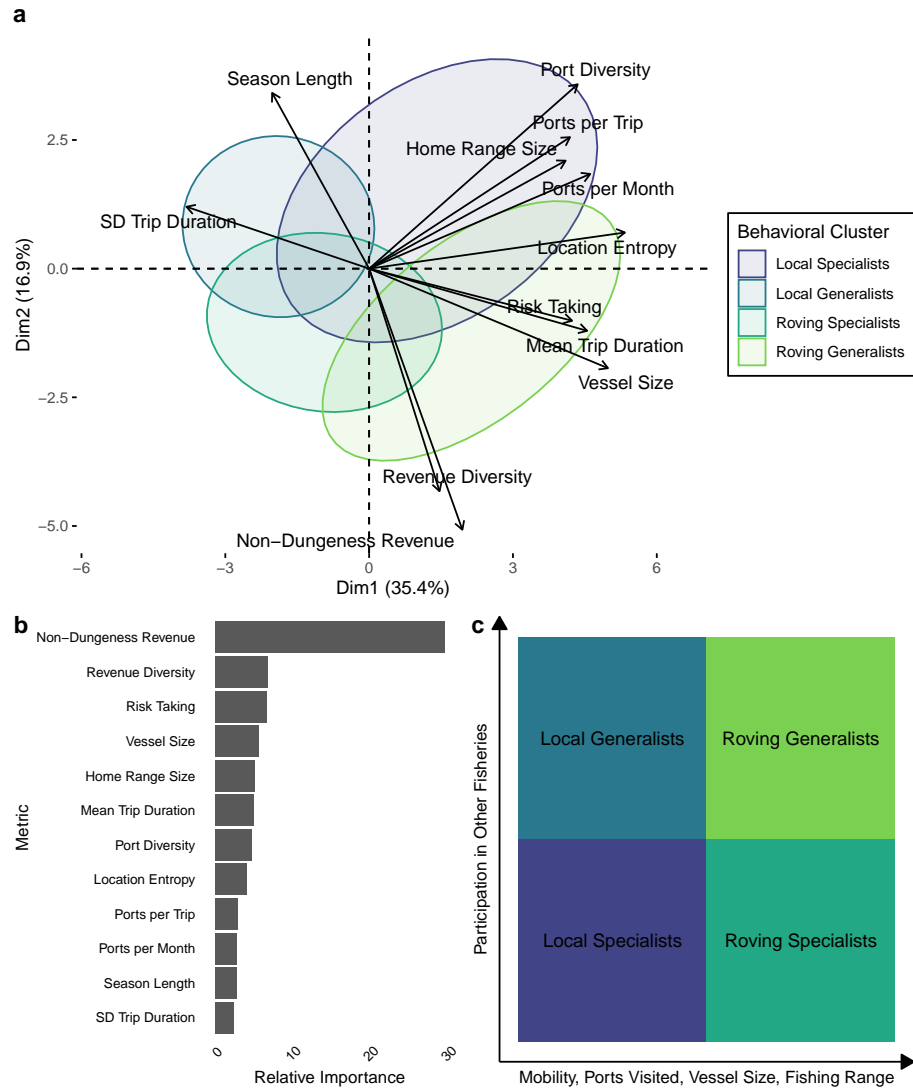 a
Season Length
Port Diversity
Ports per Trip
Home Range Size
Ports per Month
SD Trip Duration
Location Entropy
Risk Taking
Mean Trip Duration
Vessel Size
Revenue Diversity
Non−Dungeness Revenue
2.5
0.0
−2.5
−5.0
Dim2 (16.9%)
−6
−3
0
3
6
Dim1 (35.4%)
Behavioral Cluster
Local Specialists
Local Generalists
Roving Specialists
Roving Generalists
b
Non−Dungeness Revenue
Revenue Diversity
Risk Taking
Vessel Size
Home Range Size
Mean Trip Duration
Port Diversity
Location Entropy
Ports per Trip
Ports per Month
Season Length
SD Trip Duration
Metric
0
10
20
30
Relative Importance
c
Participation in Other Fisheries
Local Generalists
Roving Generalists
Local Specialists
Roving Specialists
Mobility, Ports Visited, Vessel Size, Fishing Range